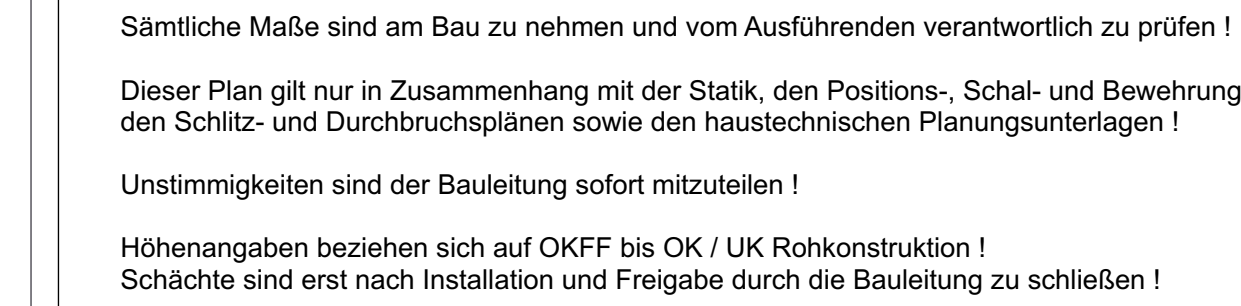 Sämtliche Maße sind am Bau zu nehmen und vom Ausführenden verantwortlich zu prüfen !
Dieser Plan gilt nur in Zusammenhang mit der Statik, den Positions-, Schal- und Bewehrung
den Schlitz- und Durchbruchsplänen sowie den haustechnischen Planungsunterlagen !
Unstimmigkeiten sind der Bauleitung sofort mitzuteilen !
Höhenangaben beziehen sich auf OKFF bis OK / UK Rohkonstruktion !
Schächte sind erst nach Installation und Freigabe durch die Bauleitung zu schließen !